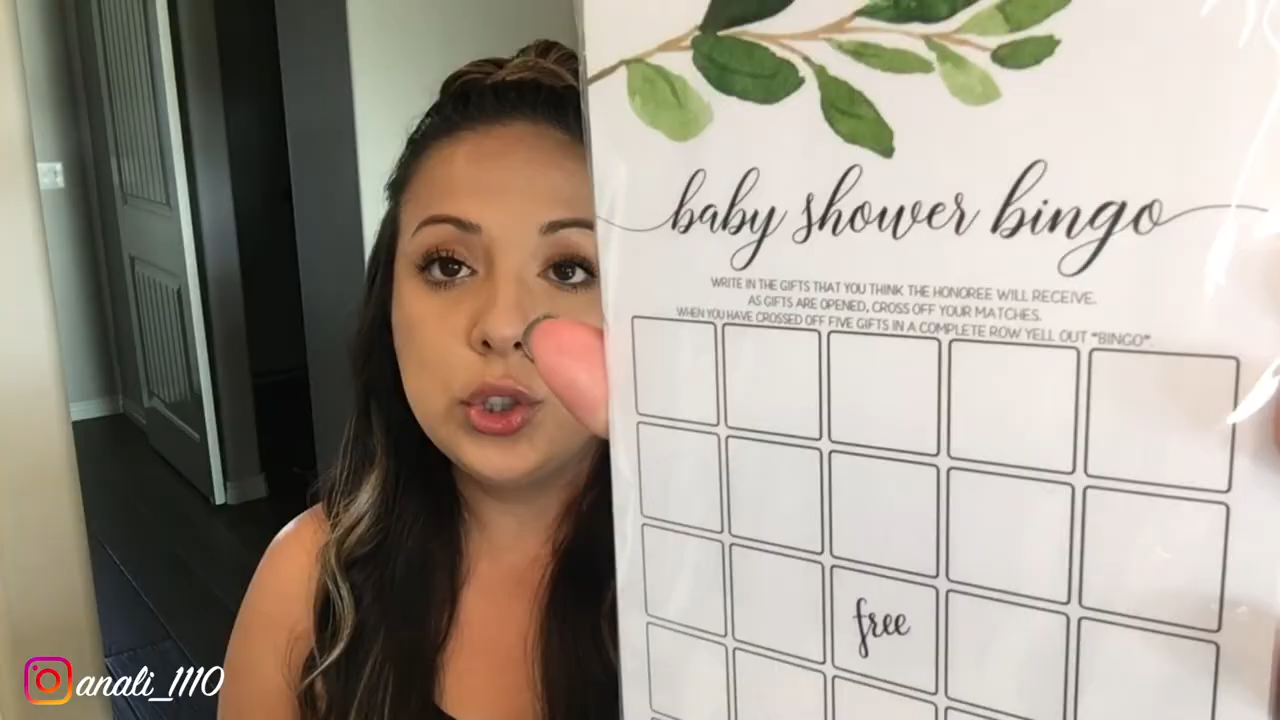 baby shower bingo
WRITE IN THE GIFTS THAT YOU THINK THE HONOREE WILL RECEIVE.
AS GIFTS ARE OPENED, CROSS OFF YOUR MATCHES.
WHEN YOU HAVE CROSSED OFF FIVE GIFTS IN A COMPLETE ROW YELL OUT "BINGO".
free
anali_1110